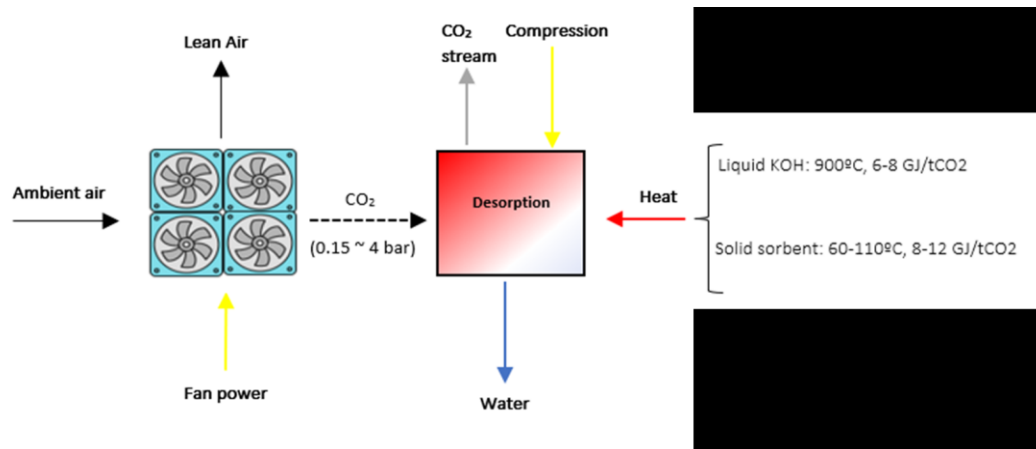 Lean Air
CO₂
stream
Compression
Ambient air
CO₂
(0.15 ~ 4 bar)
Desorption
Heat
Liquid KOH: 900ºC, 6-8 GJ/tCO2
Solid sorbent: 60-110ºC, 8-12 GJ/tCO2
Fan power
Water